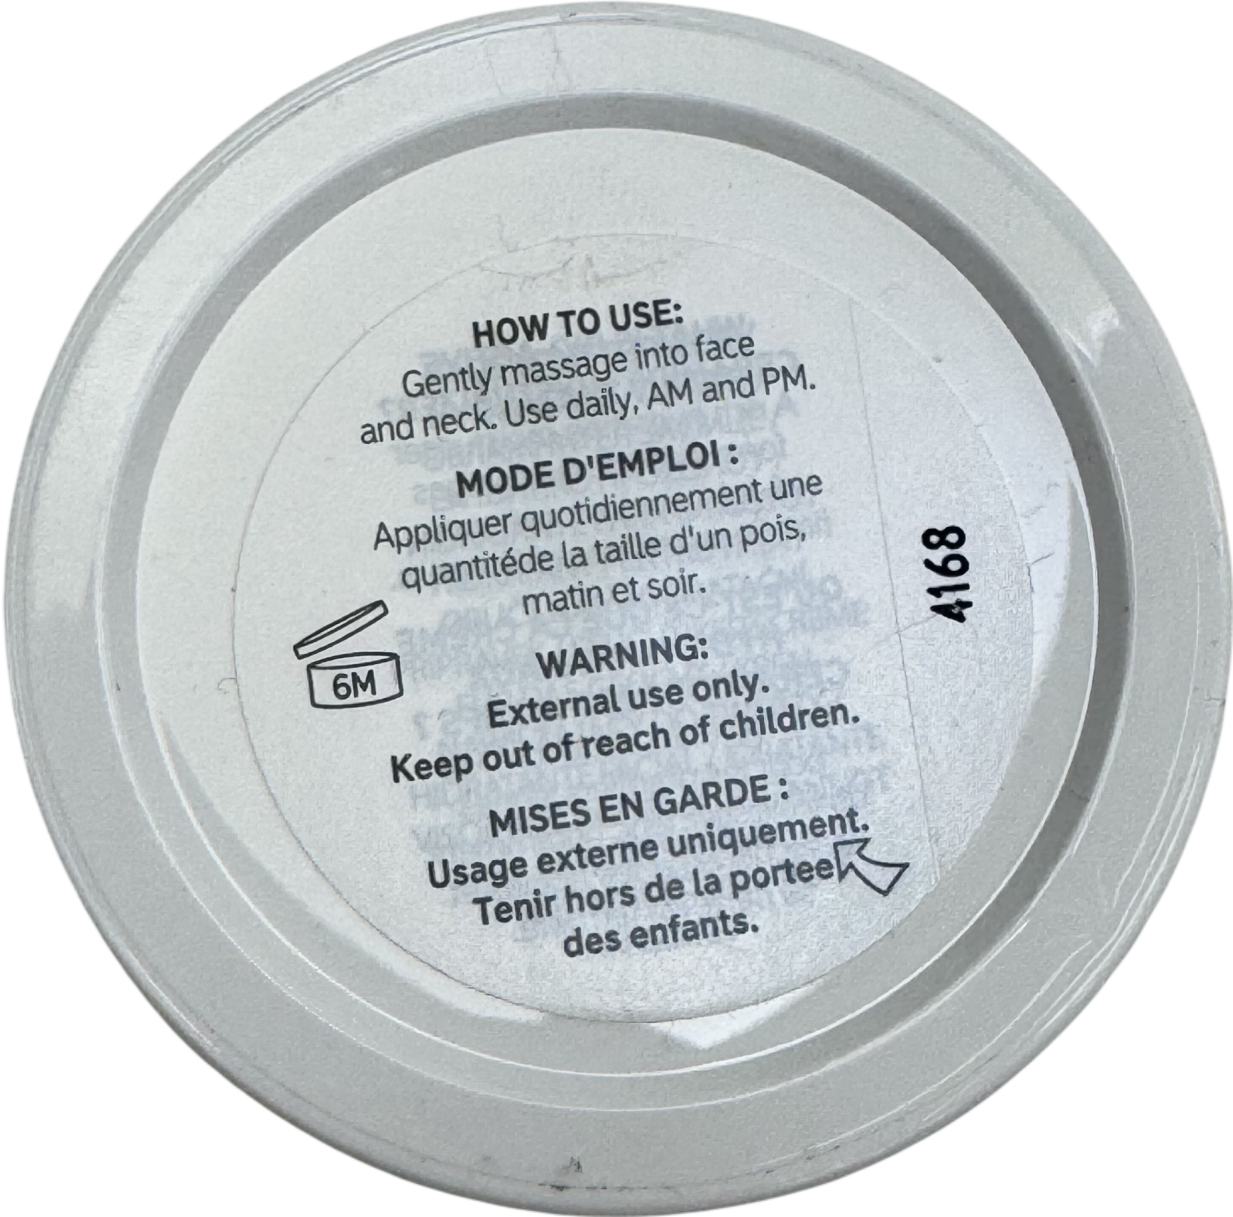 HOW TO USE:
Gently massage into face
and neck. Use daily, AM and PM.
MODE D'EMPLOI :
Appliquer quotidiennement une
quantitéde la taille d'un pois,
matin et soir.
6M
WARNING:
External use only.
Keep out of reach of children.
MISES EN GARDE :
Usage externe uniquement.
Tenir hors de la portee
des enfants.
4168